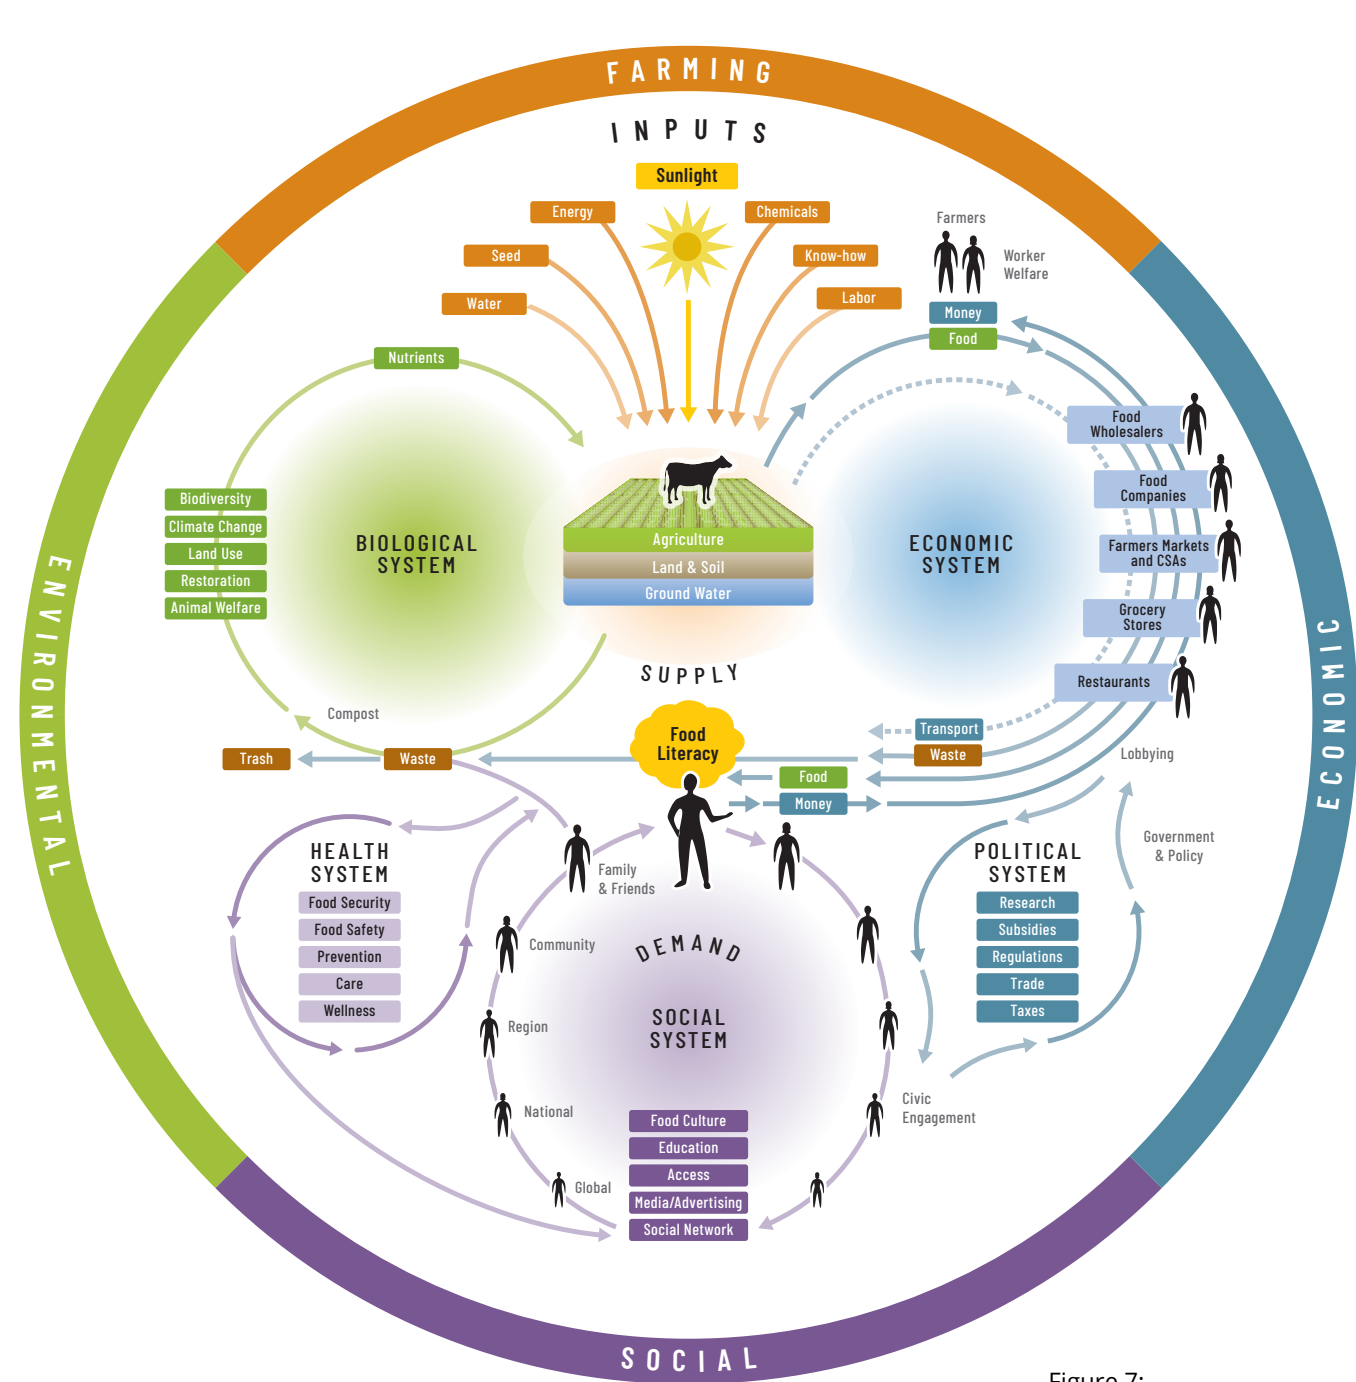 FARMING
INPUTS
Sunlight
Energy
Chemicals
Seed
Know-how
Water
Labor
Farmers
Worker
Welfare
Money
Food
Nutrients
Food
Wholesalers
Food
Companies
Farmers Markets
and CSAs
Grocery
Stores
Restaurants
Biodiversity
Climate Change
Land Use
Restoration
Animal Welfare
BIOLOGICAL
SYSTEM
Agriculture
Land & Soil
Ground Water
ECONOMIC
SYSTEM
SUPPLY
ENVIRONMENTAL
ECONOMIC
Compost
Trash
Waste
Food
Literacy
Transport
Waste
Food
Money
Lobbying
Government
& Policy
HEALTH
SYSTEM
Food Security
Food Safety
Prevention
Care
Wellness
Family
& Friends
Community
Region
National
Global
DEMAND
SOCIAL
SYSTEM
Food Culture
Education
Access
Media/Advertising
Social Network
POLITICAL
SYSTEM
Research
Subsidies
Regulations
Trade
Taxes
Civic
Engagement
SOCIAL
Figure 7: